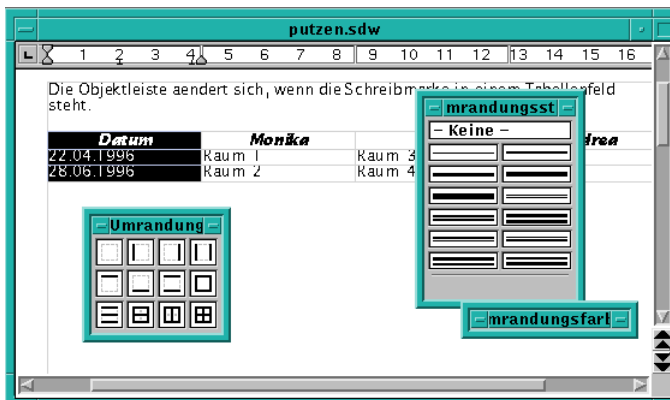 putzen.sdw
L 1 2 3 4 5 6 7 8 9 10 11 12 13 14 15 16
Die Objektleiste aendert sich, wenn die Schreibmarke in einem Tabellenfeld
steht.
mrandungsst
– Keine –
Datum Monika rea
22.04.1996 Raum 1 Raum 3
28.06.1996 Raum 2 Raum 4
Umrandung
mrandungsfarb